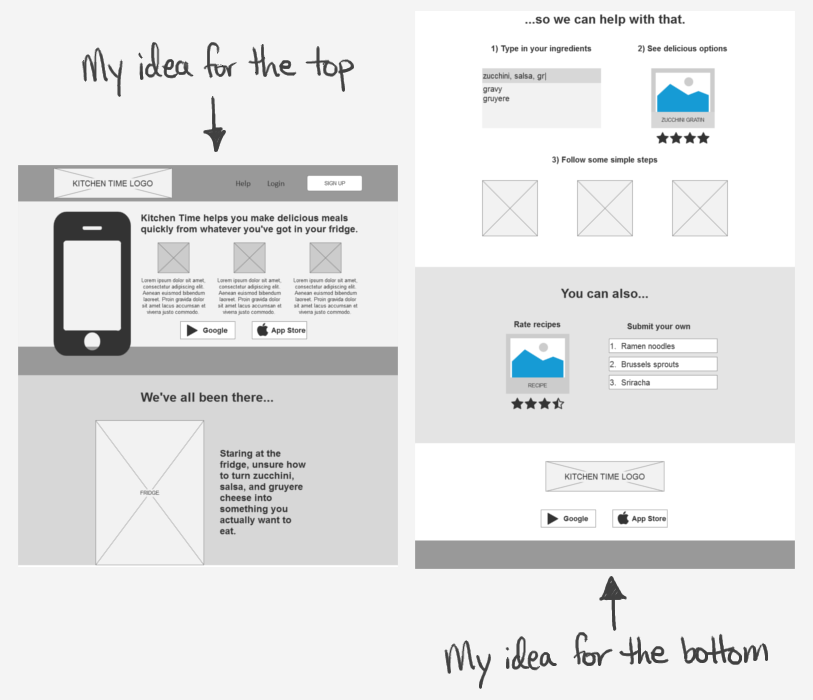 My idea for the top
KITCHEN TIME LOGO
Help
Login
SIGN UP
Kitchen Time helps you make delicious meals
quickly from whatever you've got in your fridge.
Lorem ipsum dolor sit amet,
consectetur adipiscing elit.
Aenean euismod bibendum
laoreet. Proin gravida dolor
sit amet lacus accumsan et
viverra justo commodo.
Lorem ipsum dolor sit amet,
consectetur adipiscing elit.
Aenean euismod bibendum
laoreet. Proin gravida dolor
sit amet lacus accumsan et
viverra justo commodo.
Lorem ipsum dolor sit amet,
consectetur adipiscing elit.
Aenean euismod bibendum
laoreet. Proin gravida dolor
sit amet lacus accumsan et
viverra justo commodo.
Google
App Store
We've all been there...
FRIDGE
Staring at the
fridge, unsure how
to turn zucchini,
salsa, and gruyere
cheese into
something you
actually want to
eat.
...so we can help with that.
1) Type in your ingredients
zucchini, salsa, gr|
gravy
gruyere
2) See delicious options
ZUCCHINI GRATIN
3) Follow some simple steps
You can also...
Rate recipes
RECIPE
Submit your own
1. Ramen noodles
2. Brussels sprouts
3. Sriracha
KITCHEN TIME LOGO
Google
App Store
My idea for the bottom